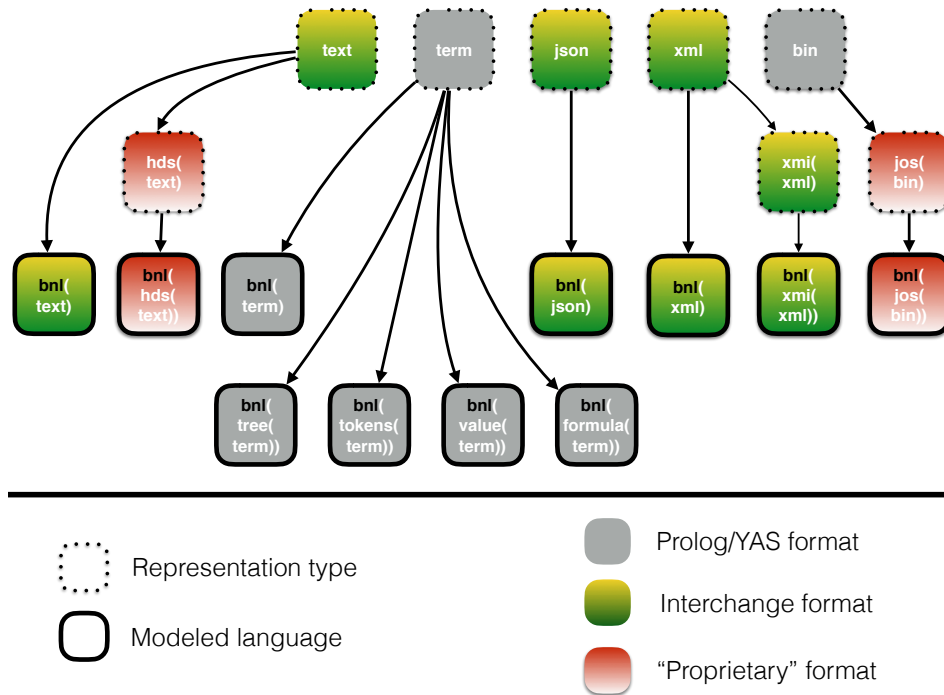 text
term
json
xml
bin
hds(
text)
xmi(
xml)
jos(
bin)
bnl(
text)
bnl(
hds(
text))
bnl(
term)
bnl(
json)
bnl(
xml)
bnl(
xmi(
xml))
bnl(
jos(
bin))
bnl(
tree(
term))
bnl(
tokens(
term))
bnl(
value(
term))
bnl(
formula(
term))
Representation type
Modeled language
Prolog/YAS format
Interchange format
“Proprietary” format